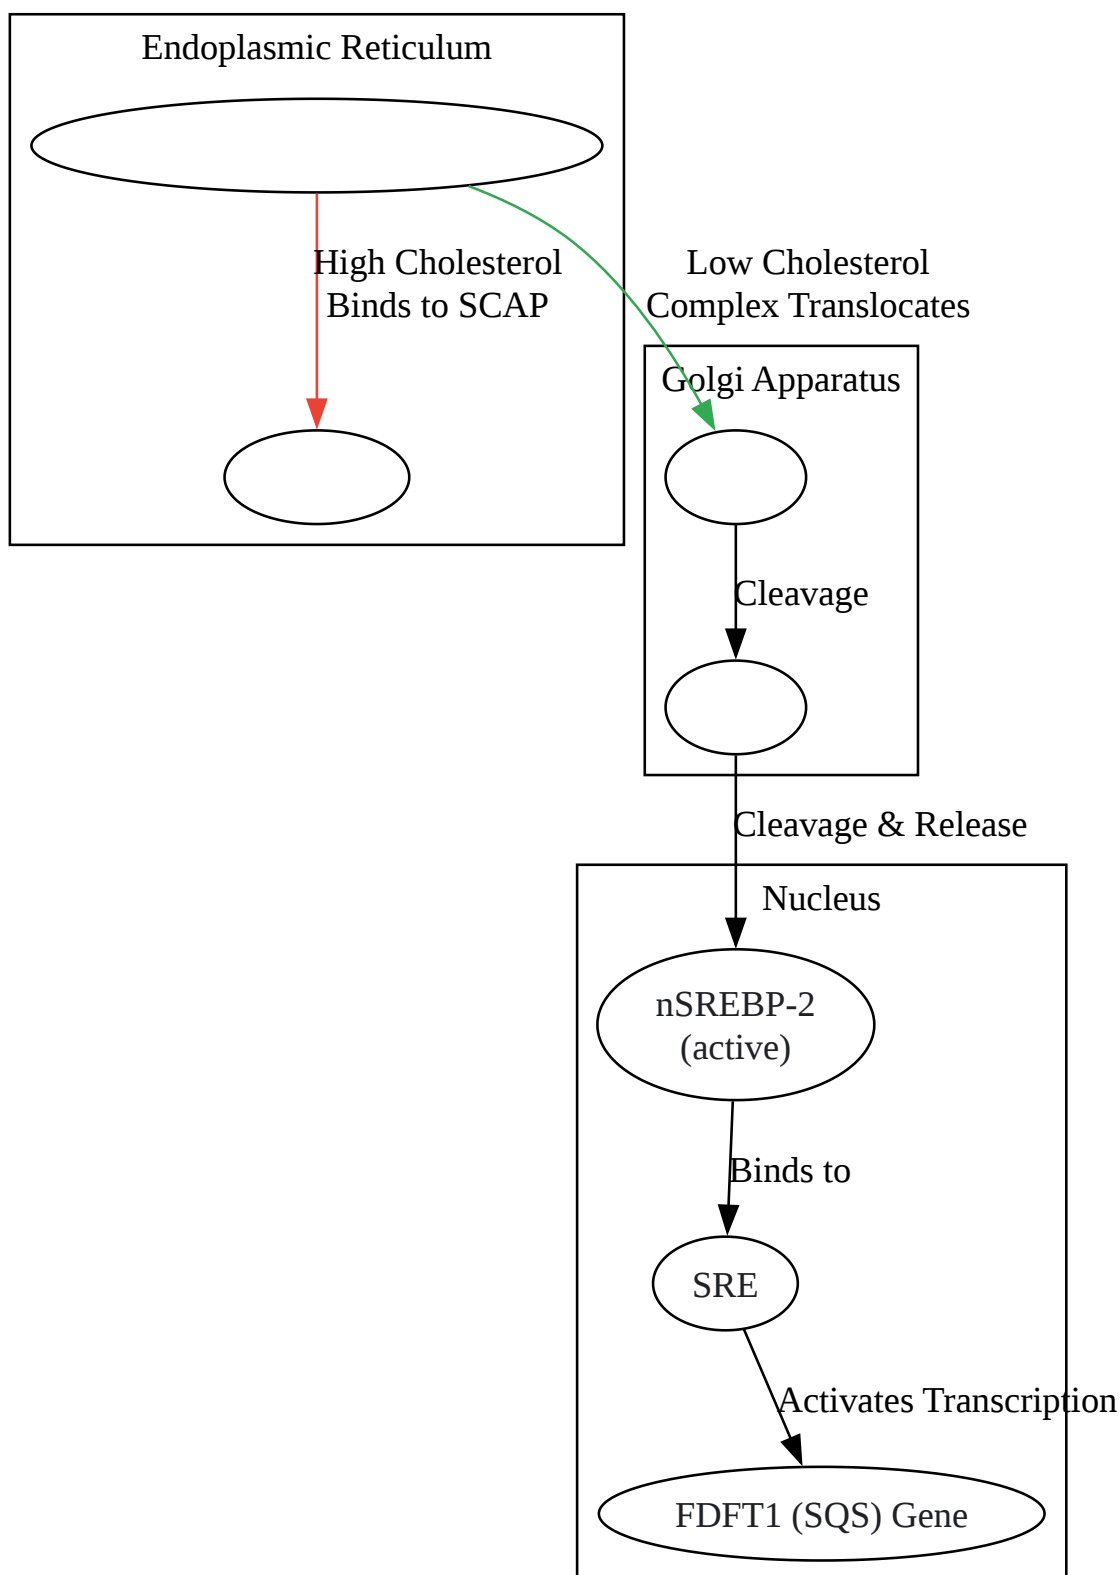 Endoplasmic Reticulum
High Cholesterol
Binds to SCAP
Low Cholesterol
Complex Translocates
Golgi Apparatus
Cleavage
Cleavage & Release
Nucleus
nSREBP-2
(active)
Binds to
SRE
Activates Transcription
FDFT1 (SQS) Gene